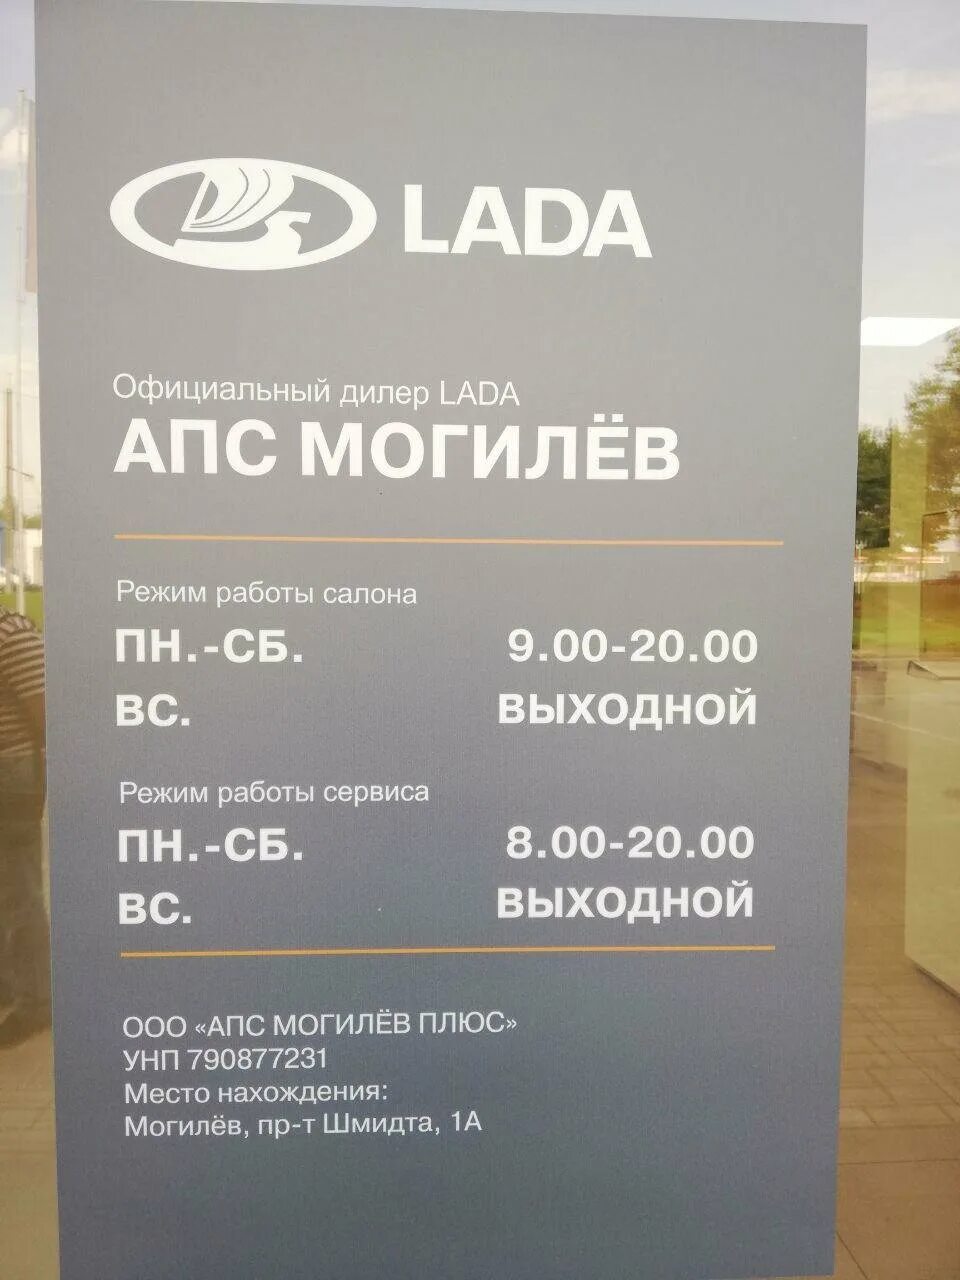 LADA
Официальный дилер LADA
АПС МОГИЛЁВ
Режим работы салона
ПН.-СБ. 9.00-20.00
ВС. ВЫХОДНОЙ
Режим работы сервиса
ПН.-СБ. 8.00-20.00
ВС. ВЫХОДНОЙ
ООО «АПС МОГИЛЁВ ПЛЮС»
УНП 790877231
Место нахождения:
Могилёв, пр-т Шмидта, 1А